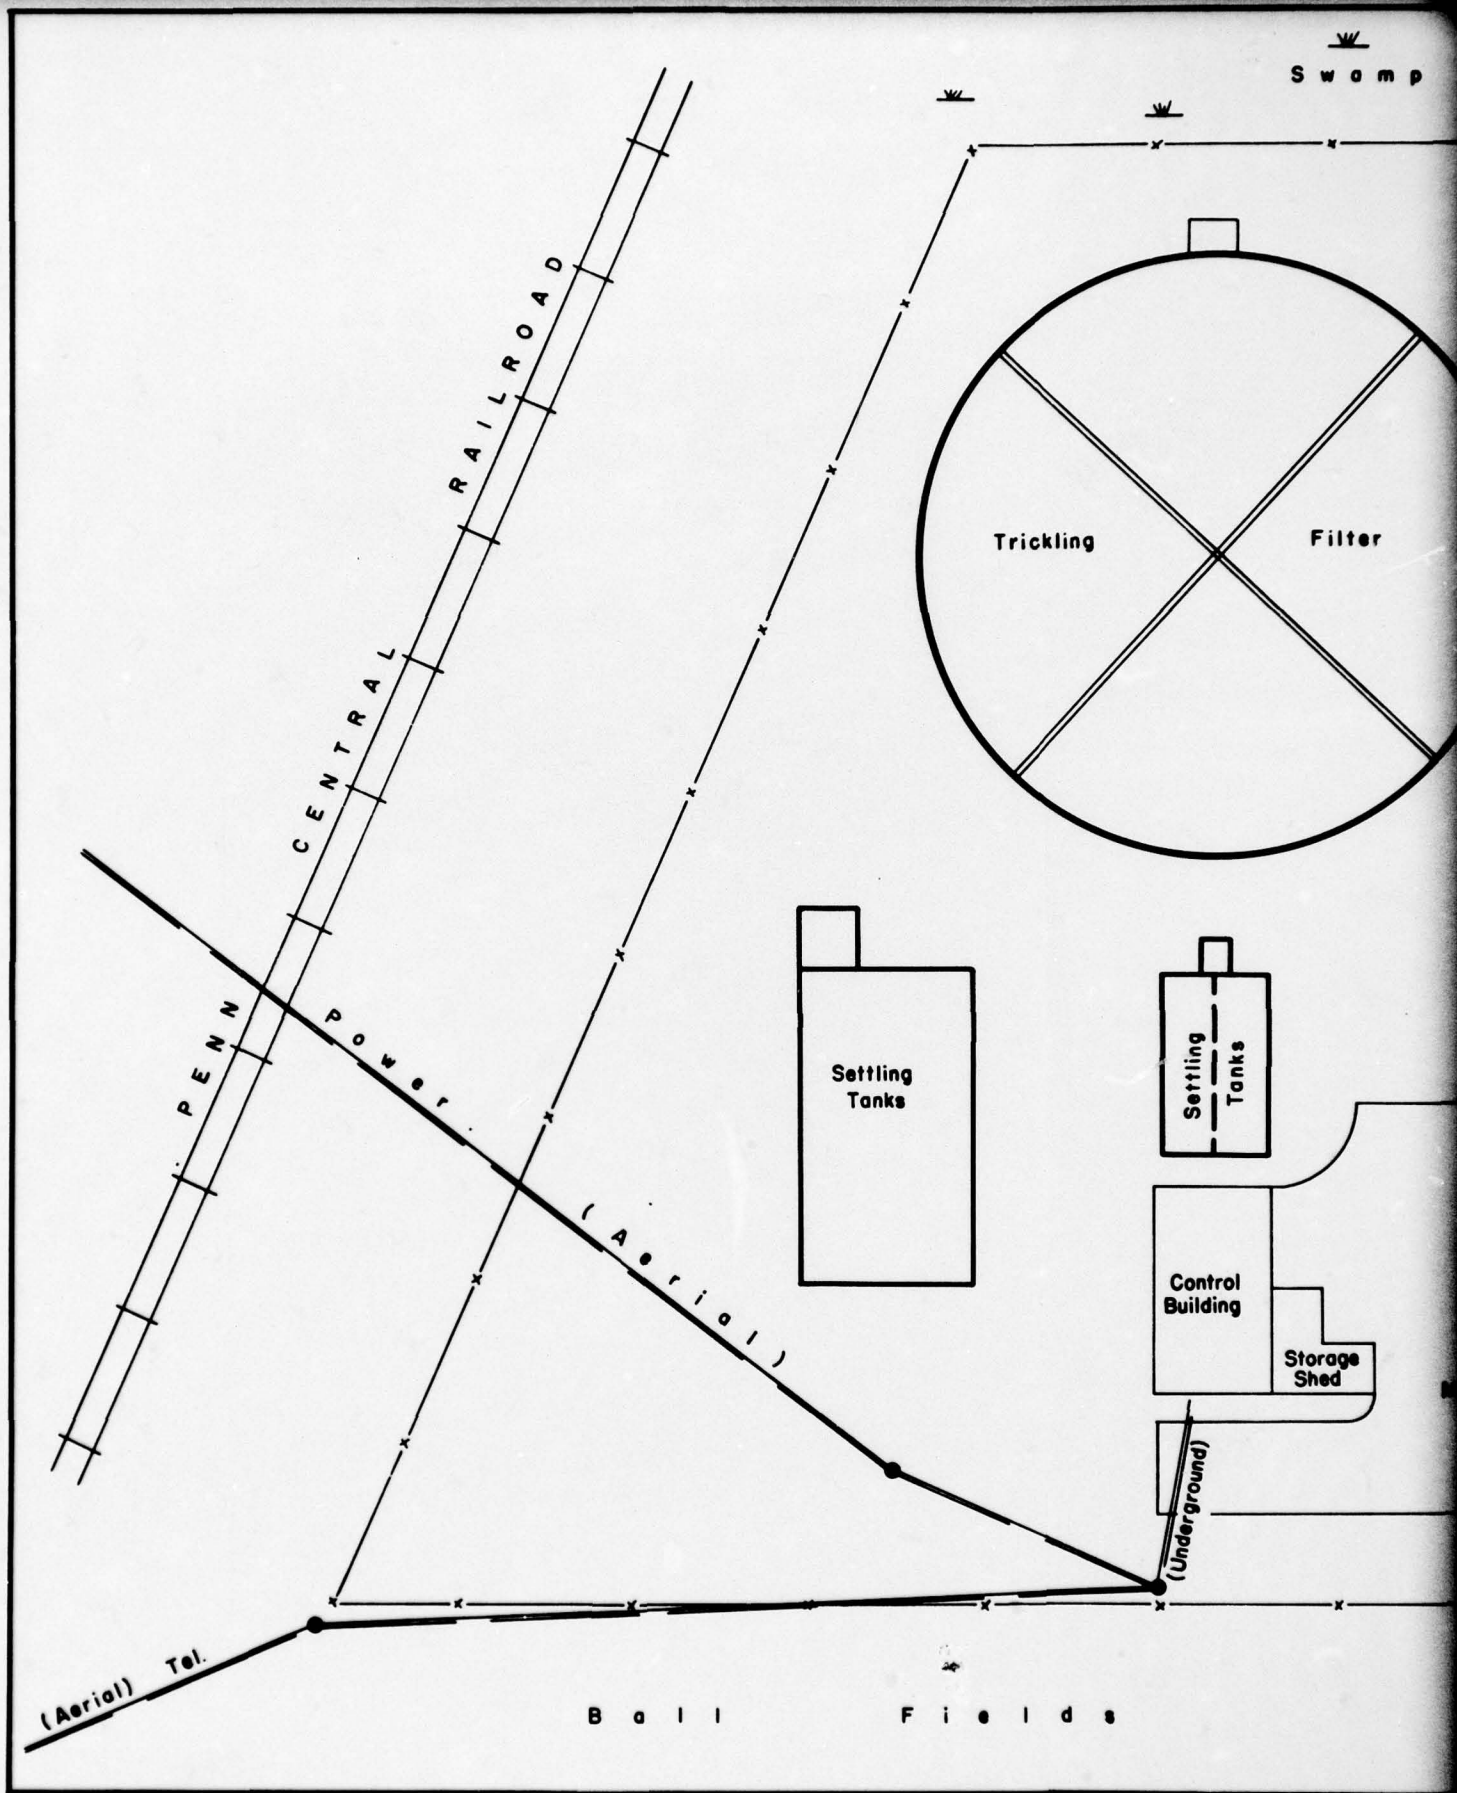 Swamp
PENN CENTRAL RAILROAD
Trickling Filter
Settling
Tanks
Settling
Tanks
Power (Aerial)
Control
Building
Storage
Shed
(Underground)
(Aerial) Tel.
Ball Fields